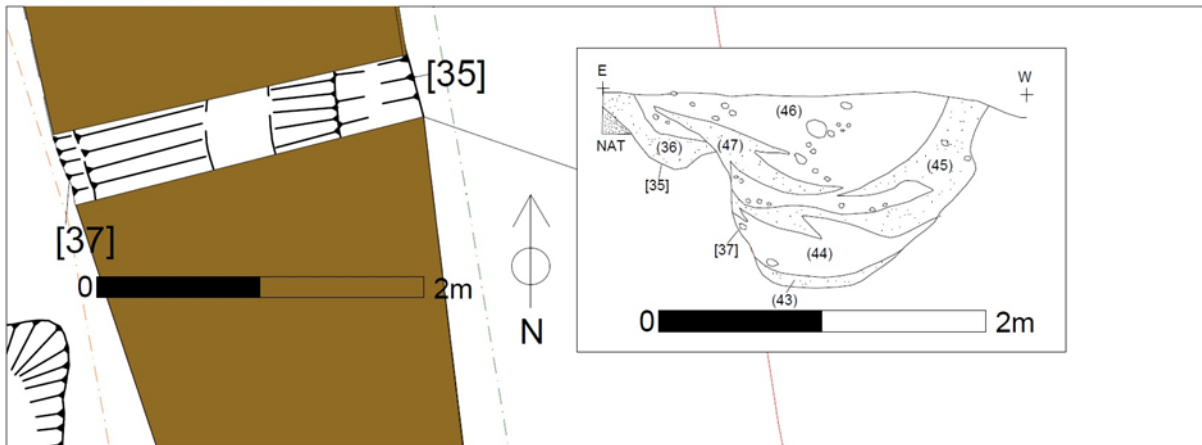 [35]
[37]
0 2m
N
E W
NAT
(36)
(47)
(46)
(45)
[35]
[37]
(44)
(43)
0 2m